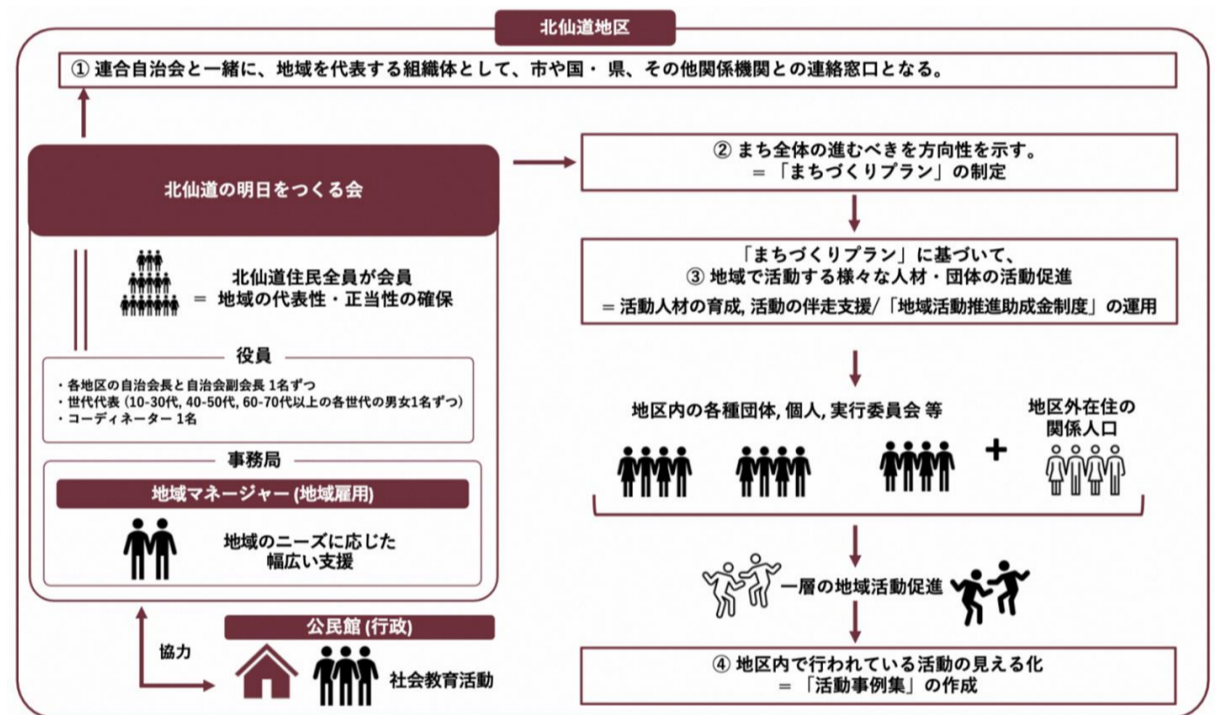 北仙道地区
① 連合自治会と一緒に、地域を代表する組織体として、市や国・ 県、その他関係機関との連絡窓口となる。
北仙道の明日をつくる会
北仙道住民全員が会員
= 地域の代表性・正当性の確保
役員
・各地区の自治会長と自治会副会長 1名ずつ
・世代代表 (10-30代, 40-50代, 60-70代以上の各世代の男女1名ずつ)
・コーディネーター 1名
事務局
地域マネージャー (地域雇用)
地域のニーズに応じた
幅広い支援
協力
公民館 (行政)
社会教育活動
② まち全体の進むべきを方向性を示す。
= 「まちづくりプラン」の制定
「まちづくりプラン」に基づいて、
③ 地域で活動する様々な人材・団体の活動促進
= 活動人材の育成, 活動の伴走支援/「地域活動推進助成金制度」の運用
地区内の各種団体, 個人, 実行委員会 等
+
地区外在住の
関係人口
一層の地域活動促進
④ 地区内で行われている活動の見える化
= 「活動事例集」の作成